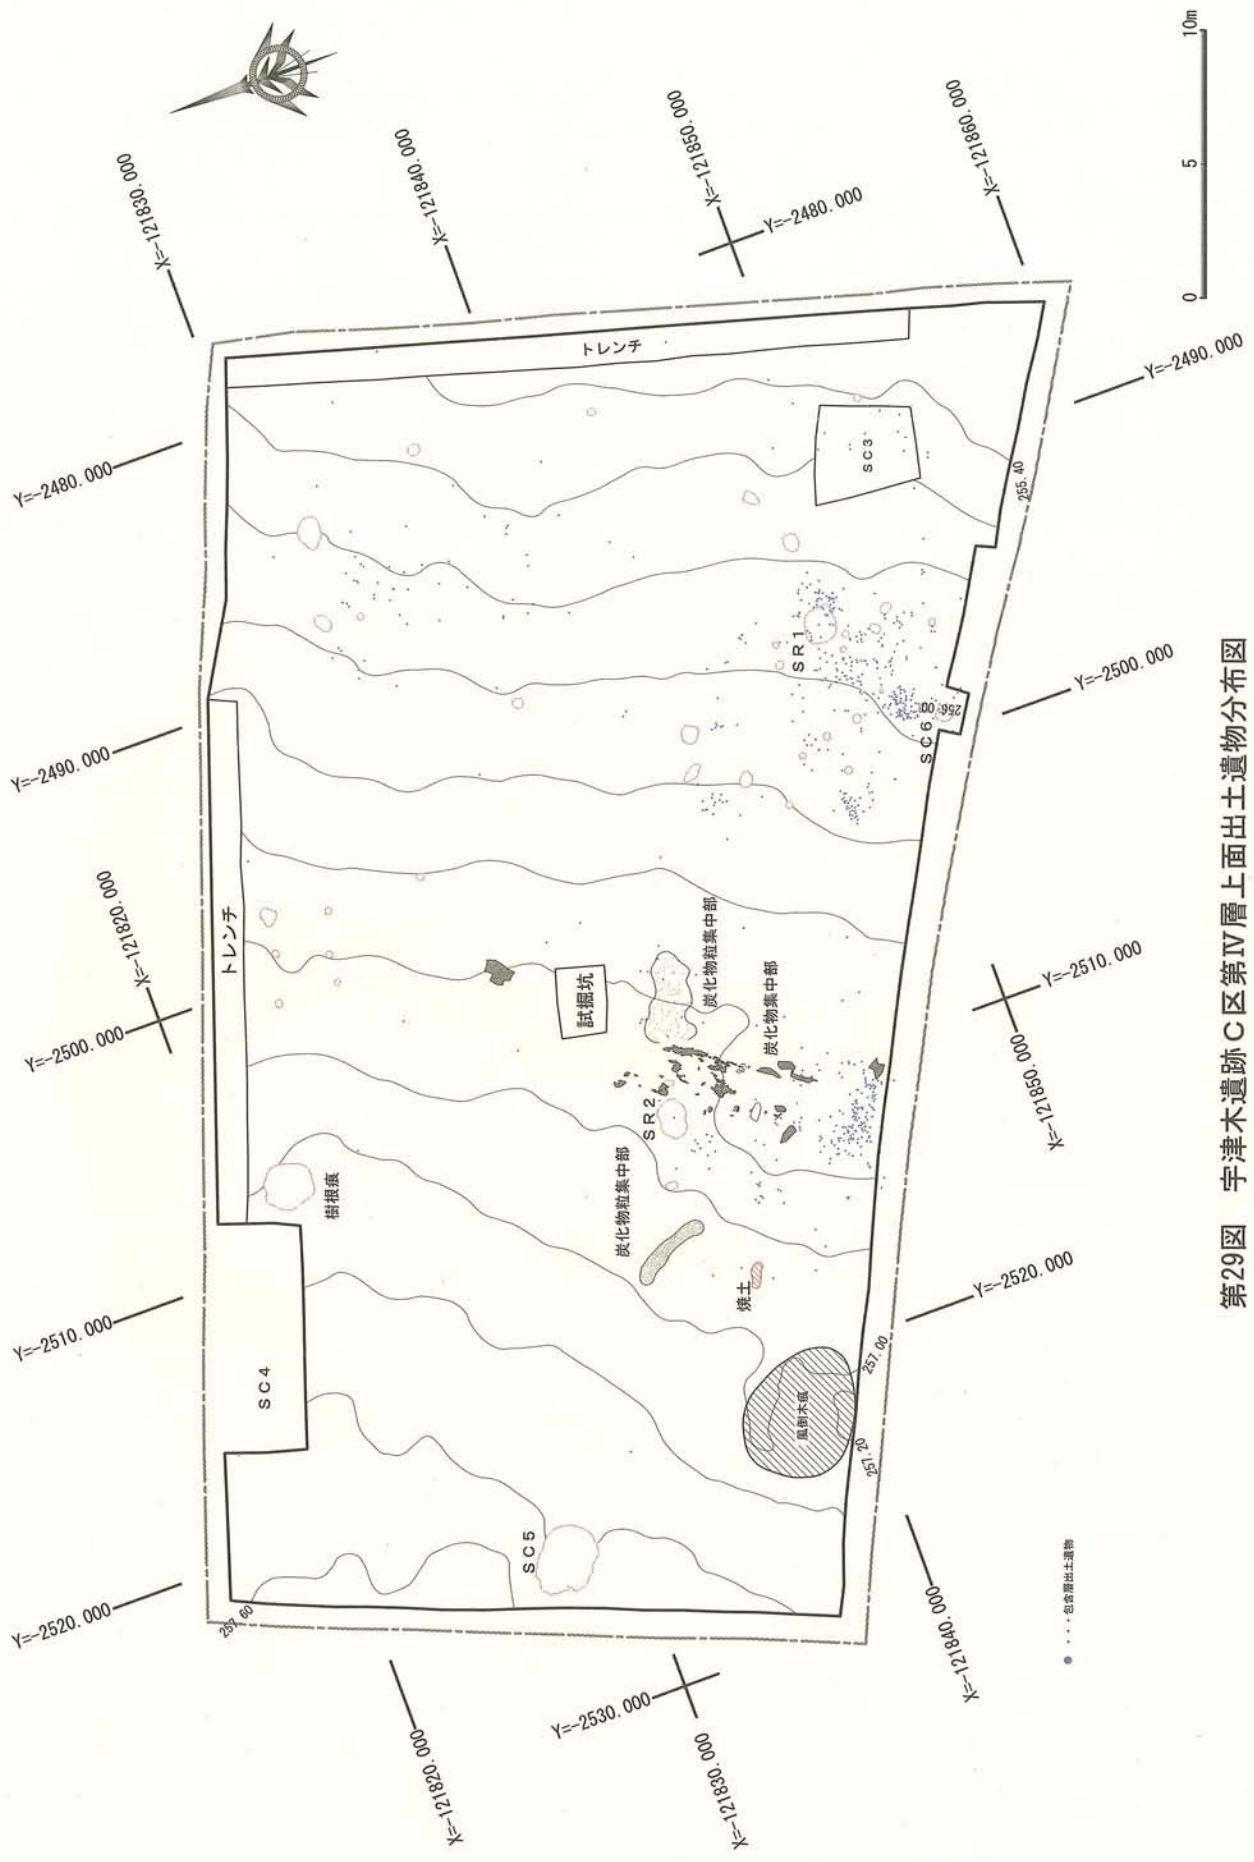 X=-121830.000
X=-121840.000
X=-121850.000
X=-121860.000
Y=-2480.000
10m
5
0
トレンチ
Y=-2490.000
Y=-2480.000
SC3
255.40
SR1
Y=-2500.000
256.00
SC6
Y=-2490.000
X=-121820.000
トレンチ
炭化物粒集中部
試掘坑
炭化物集中部
Y=-2510.000
Y=-2500.000
X=-121850.000
SR2
樹根痕
炭化物粒集中部
焼土
Y=-2520.000
Y=-2510.000
SC4
257.00
風倒木痕
257.20
SC5
Y=-2520.000
257.60
X=-121840.000
・・・包含層出土遺物
Y=-2530.000
X=-121820.000
X=-121830.000
第29図 宇津木遺跡C区第Ⅳ層上面出土遺物分布図